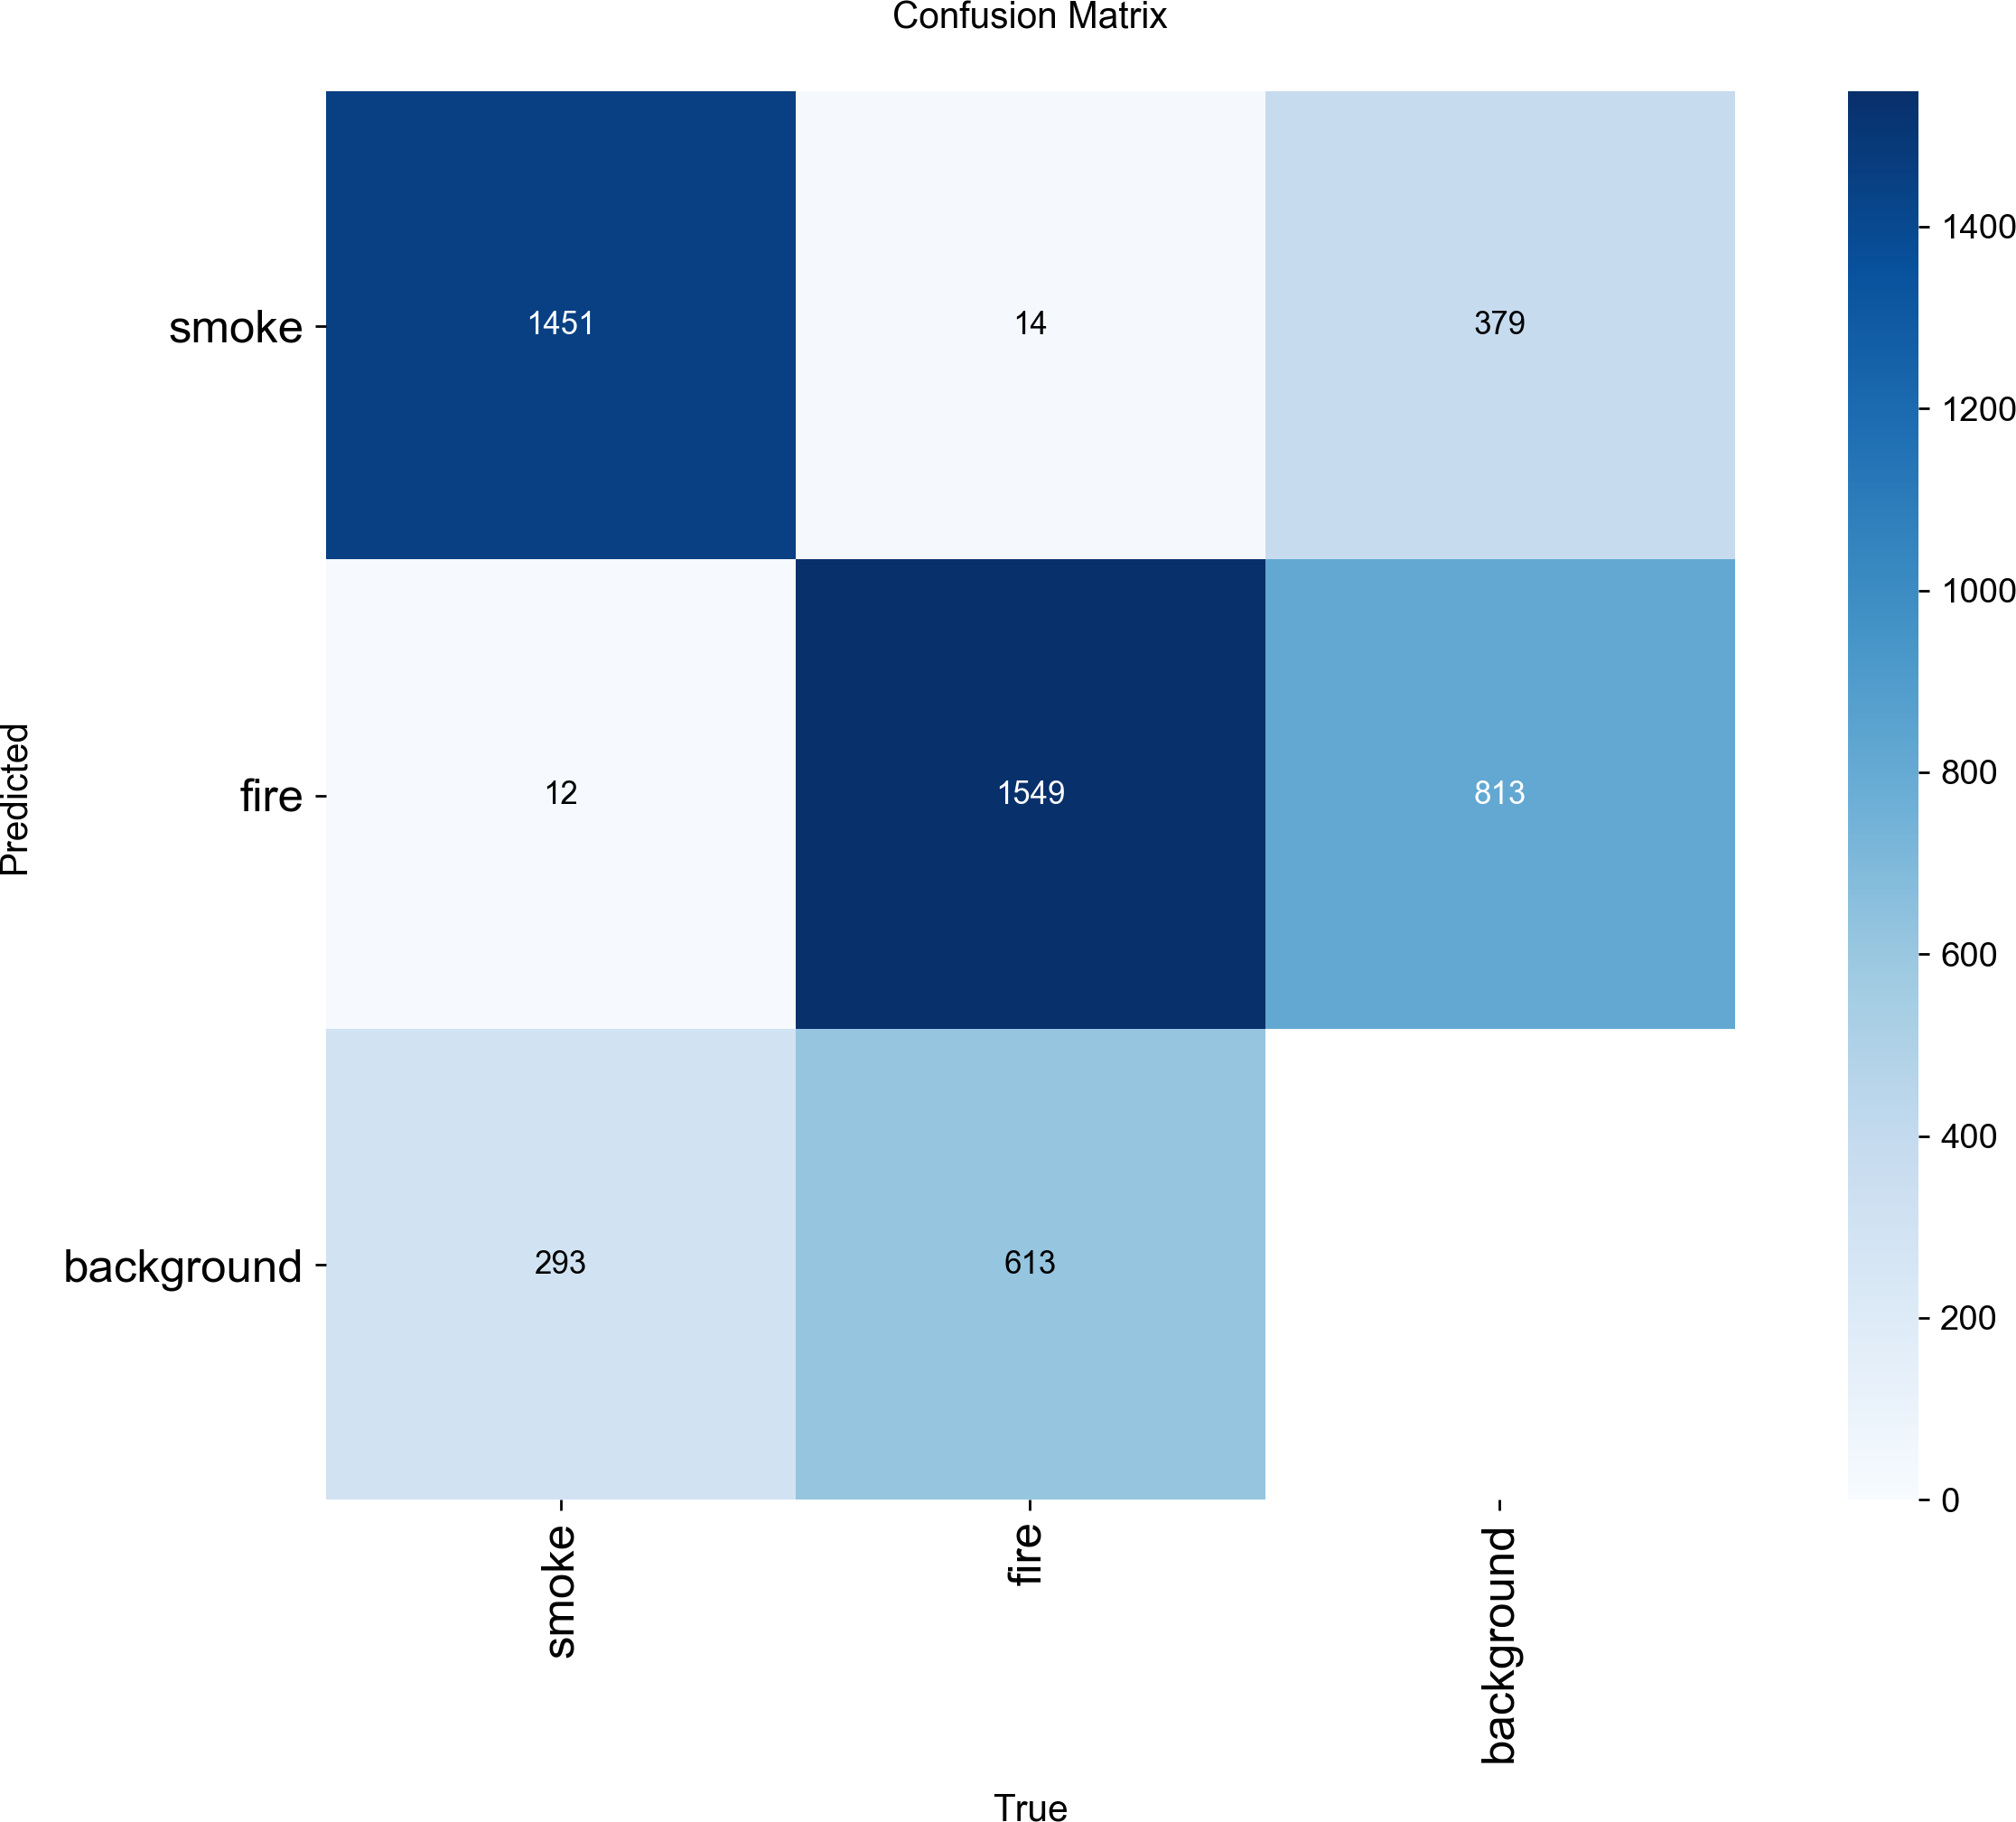 Confusion Matrix
smoke
1451
14
379
fire
12
1549
813
background
293
613
Predicted
smoke
fire
background
True
1400
1200
1000
800
600
400
200
0